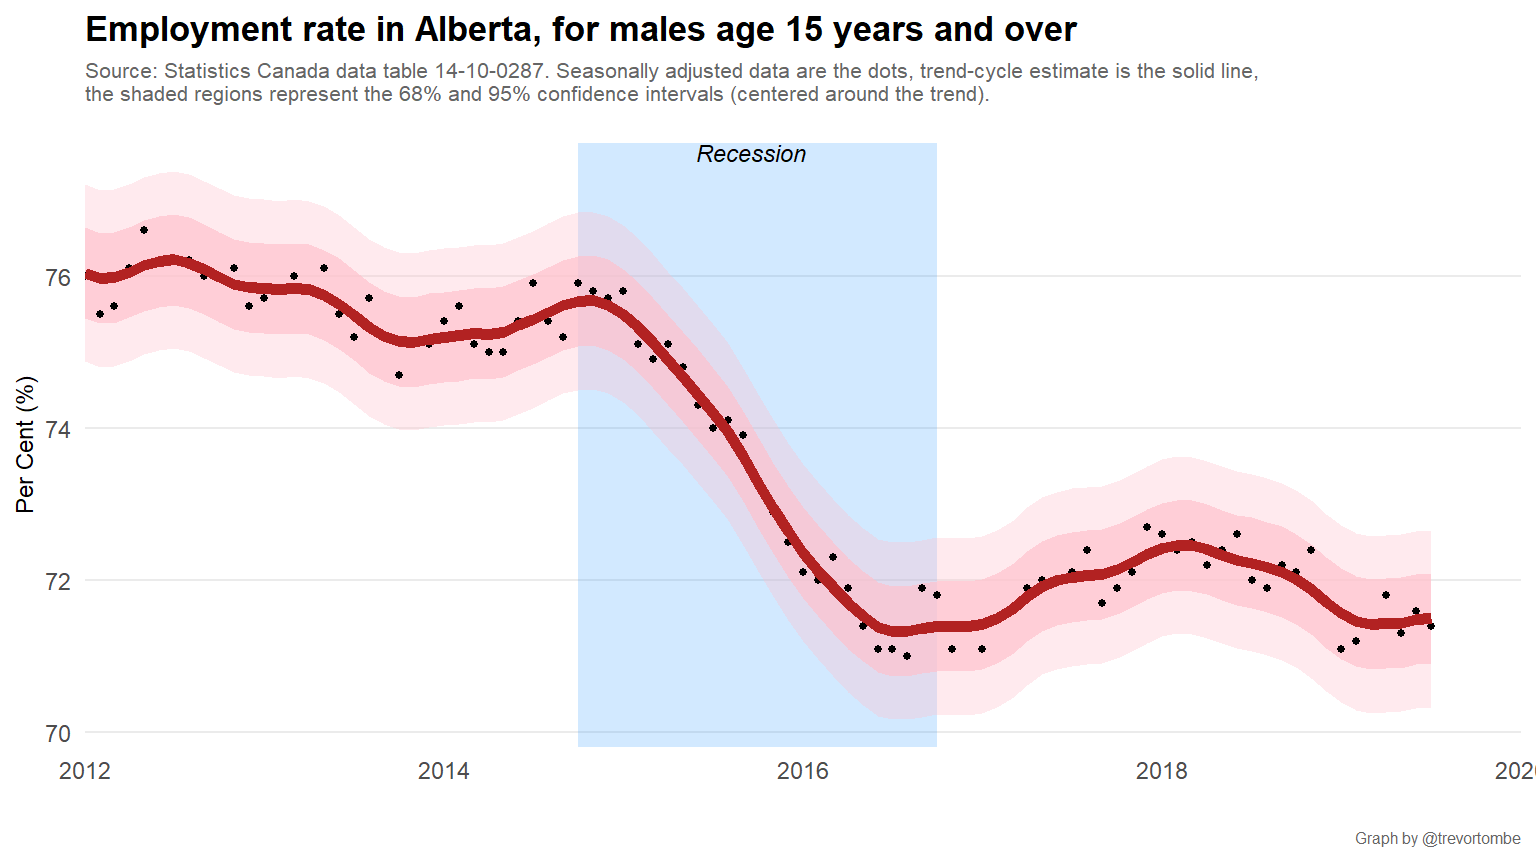 Employment rate in Alberta, for males age 15 years and over
Source: Statistics Canada data table 14-10-0287. Seasonally adjusted data are the dots, trend-cycle estimate is the solid line,
the shaded regions represent the 68% and 95% confidence intervals (centered around the trend).
Recession
Per Cent (%)
76
74
72
70
2012
2014
2016
2018
202
Graph by @trevortombe